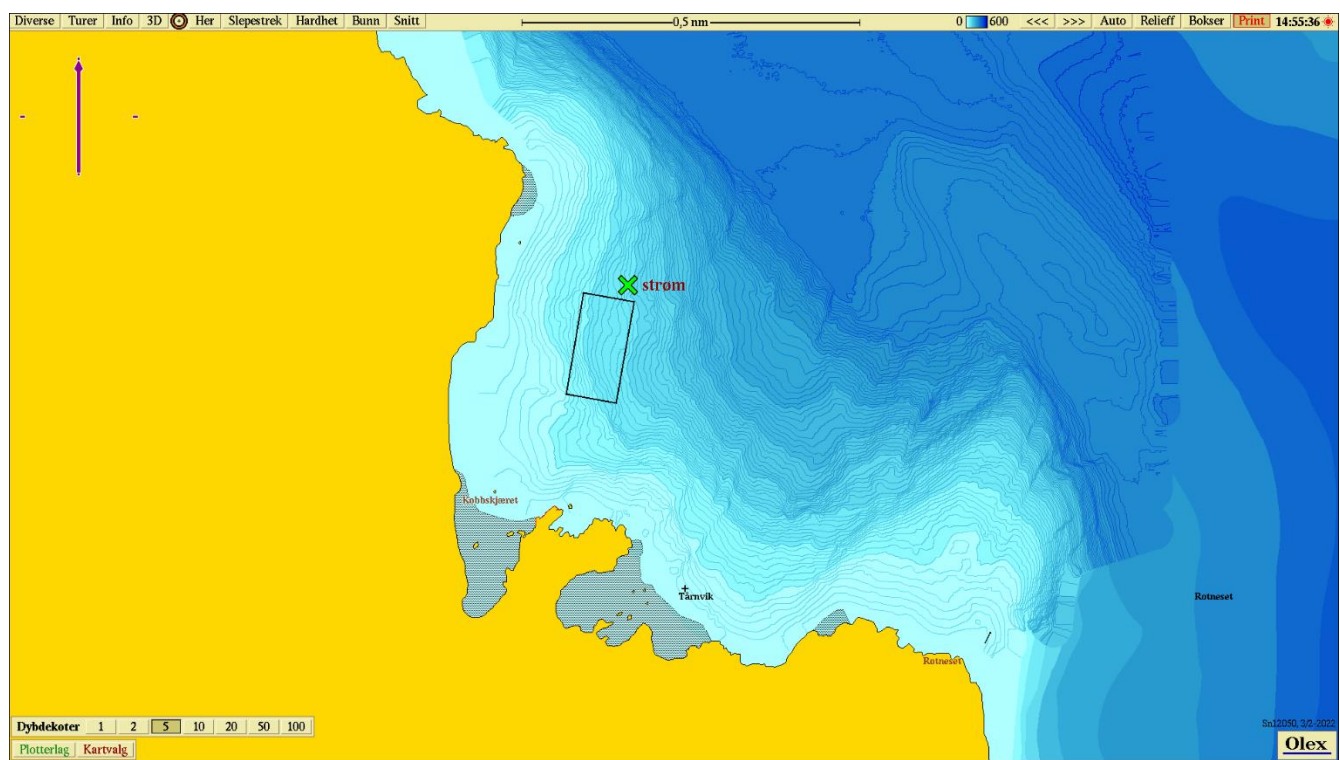 Diverse Turer Info 3D Her Slepestrek Hardhet Bunn Snitt 0,5 nm 0 600 <<< >>> Auto Relieff Bokser Print 14:55:36
strøm
Kobbskjæret
Tårnvik
Rotneset
Rotneset
Sn12050, 3/2-2022
Dybdekoter 1 2 5 10 20 50 100
Plotterlag Kartvalg
Olex